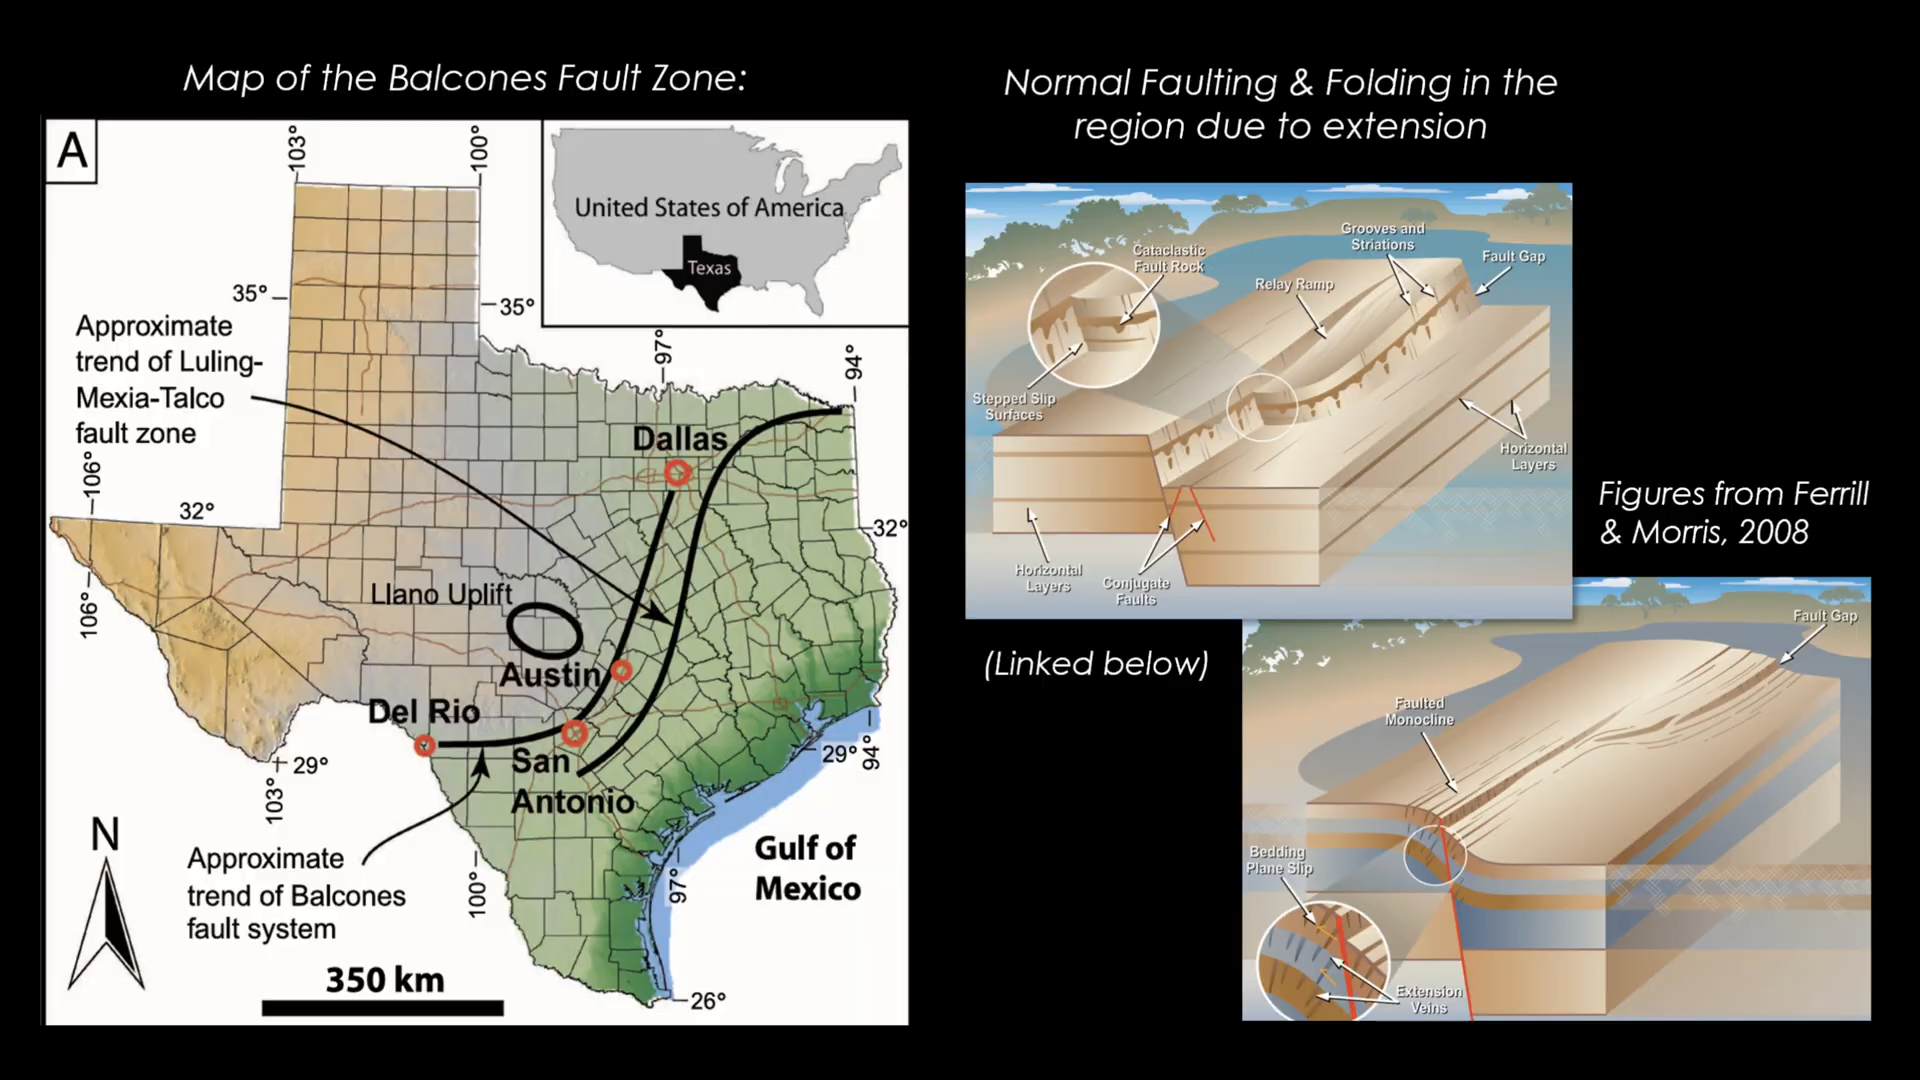 Map of the Balcones Fault Zone:
A
103°
100°
United States of America
Texas
35°
35°
Approximate
trend of Luling-
Mexia-Talco
fault zone
97°
94°
Dallas
106°
32°
32°
Llano Uplift
106°
Austin
Del Rio
San
Antonio
29°
103°
29°
94°
N
Approximate
trend of Balcones
fault system
100°
97°
Gulf of
Mexico
350 km
26°
Normal Faulting & Folding in the
region due to extension
Cataclastic
Fault Rock
Grooves and
Striations
Fault Gap
Relay Ramp
Stepped Slip
Surfaces
Horizontal
Layers
Horizontal
Layers
Conjugate
Faults
Figures from Ferrill
& Morris, 2008
(Linked below)
Fault Gap
Faulted
Monocline
Bedding
Plane Slip
Extension
Veins